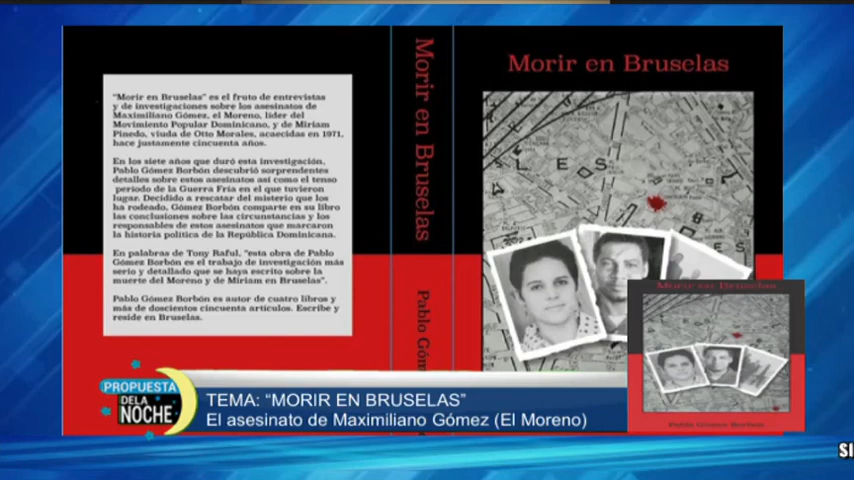 "Morir en Bruselas" es el fruto de entrevistas
y de investigaciones sobre los asesinatos de
Maximiliano Gómez, el Moreno, líder del
Movimiento Popular Dominicano, y de Miriam
Pinedo, viuda de Otto Morales, acaecidas en 1971,
hace justamente cincuenta años.
En los siete años que duró esta investigación,
Pablo Gómez Borbón descubrió sorprendentes
detalles sobre estos asesinatos así como el tenso
período de la Guerra Fría en el que tuvieron
lugar. Decidido a rescatar del misterio que los
ha rodeado, Gómez Borbón comparte en su libro
las conclusiones sobre las circunstancias y los
responsables de estos asesinatos que marcaron
la historia política de la República Dominicana.
En palabras de Tony Raful, "esta obra de Pablo
Gómez Borbón es el trabajo de investigación más
serio y detallado que se haya escrito sobre la
muerte del Moreno y de Miriam en Bruselas".
Pablo Gómez Borbón es autor de cuatro libros y
más de doscientos cincuenta artículos. Escribe y
reside en Bruselas.
Morir en Bruselas
Pablo Góm
Morir en Bruselas
LES
ES
Morir en Bruselas
Pablo Gómez Borbón
PROPUESTA
DE LA
NOCHE
TEMA: "MORIR EN BRUSELAS"
El asesinato de Maximiliano Gómez (El Moreno)
SI